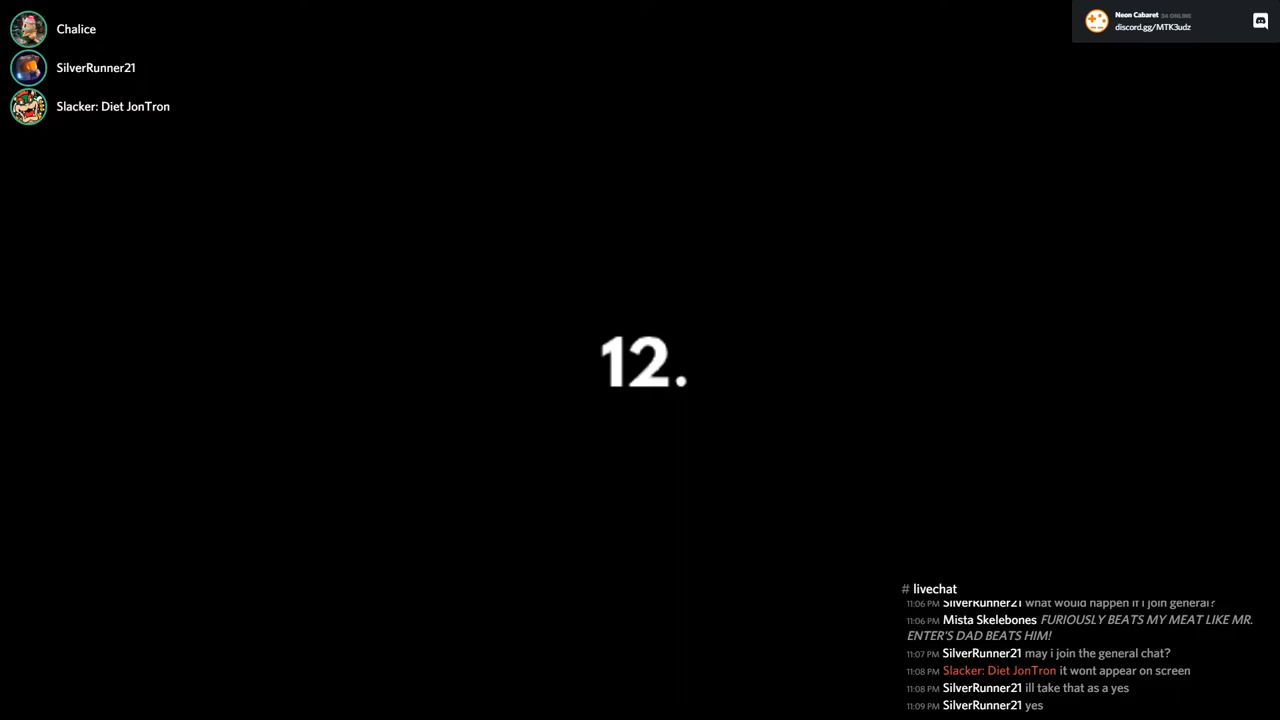 Chalice
SilverRunner21
Slacker: Diet JonTron
Neon Cabaret 34 ONLINE
discord.gg/MTK3udz
12.
# livechat
11:06 PM SilverRunner21 what would happen if i join general?
11:06 PM Mista Skelebones FURIOUSLY BEATS MY MEAT LIKE MR.
ENTER'S DAD BEATS HIM!
11:07 PM SilverRunner21 may i join the general chat?
11:08 PM Slacker: Diet JonTron it wont appear on screen
11:08 PM SilverRunner21 ill take that as a yes
11:09 PM SilverRunner21 yes